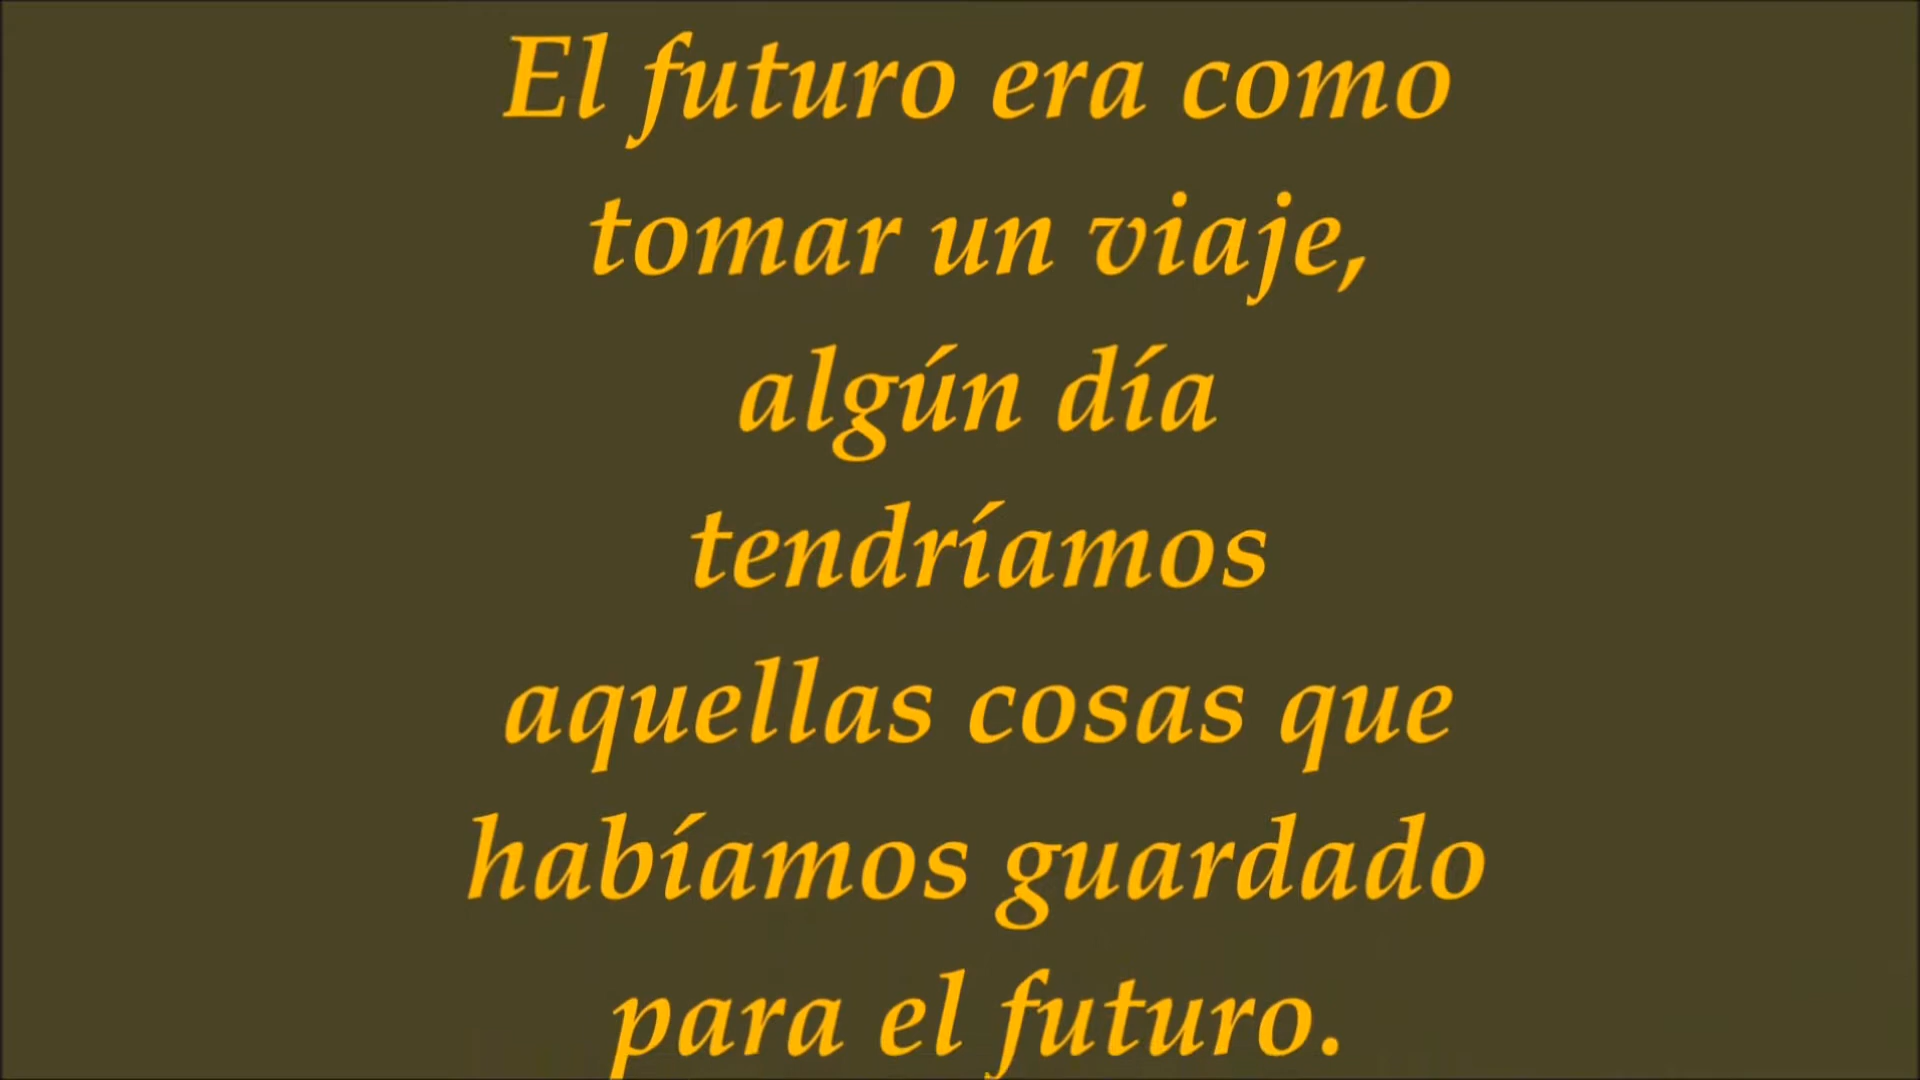 El futuro era como
tomar un viaje,
algún día
tendríamos
aquellas cosas que
habíamos guardado
para el futuro.